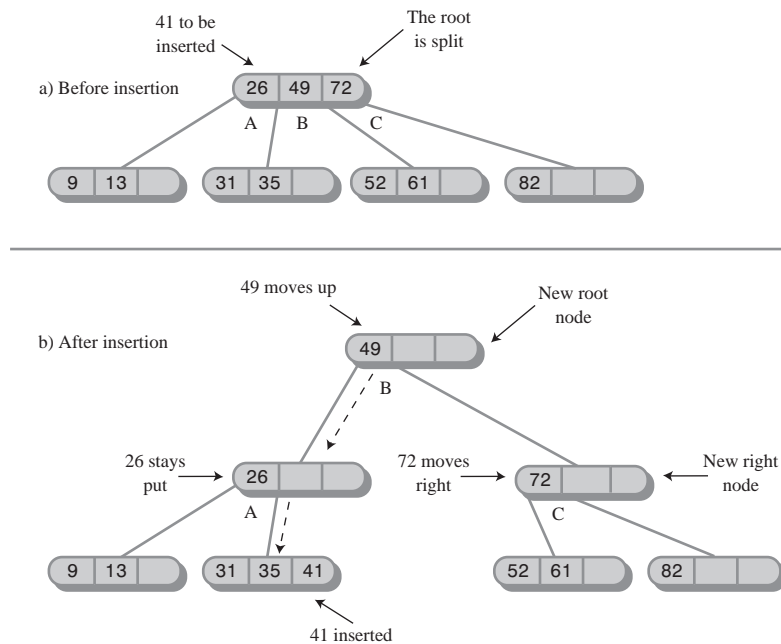 41 to be
inserted
The root
is split
a) Before insertion
26 49 72
A B C
9 13
31 35
52 61
82
49 moves up
New root
node
b) After insertion
49
B
26 stays
put
26
A
72 moves
right
72
C
New right
node
9 13
31 35 41
52 61
82
41 inserted